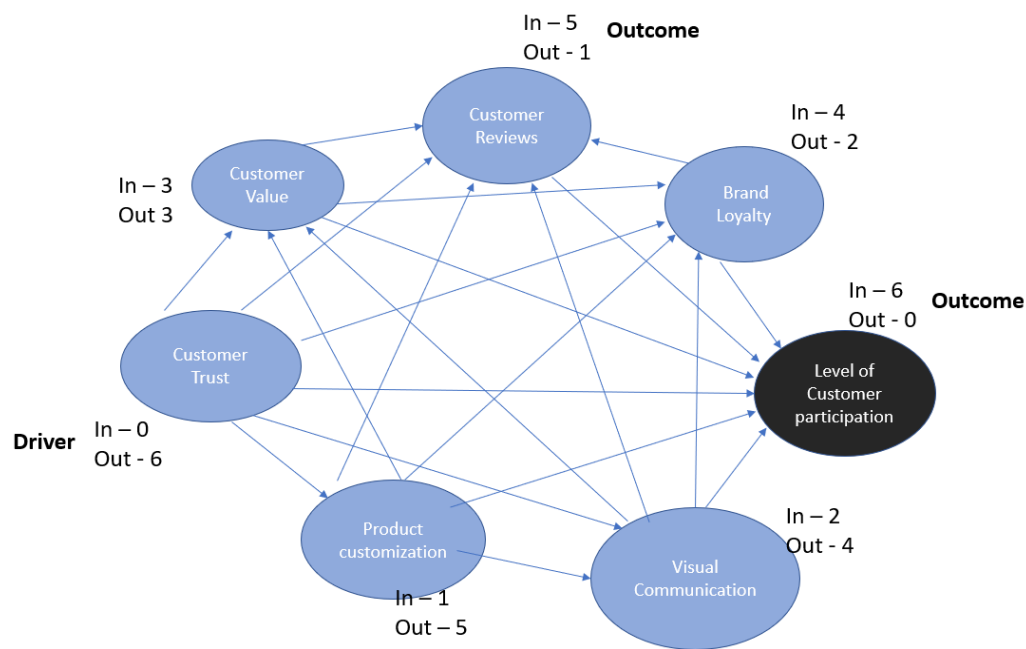 In – 5
Out - 1
Outcome
Customer
Reviews
In – 4
Out - 2
Brand
Loyalty
Customer
Value
In – 3
Out 3
In – 6
Out - 0
Outcome
Level of
Customer
participation
Customer
Trust
Driver
In – 0
Out - 6
Product
customization
In – 1
Out – 5
In – 2
Out - 4
Visual
Communication